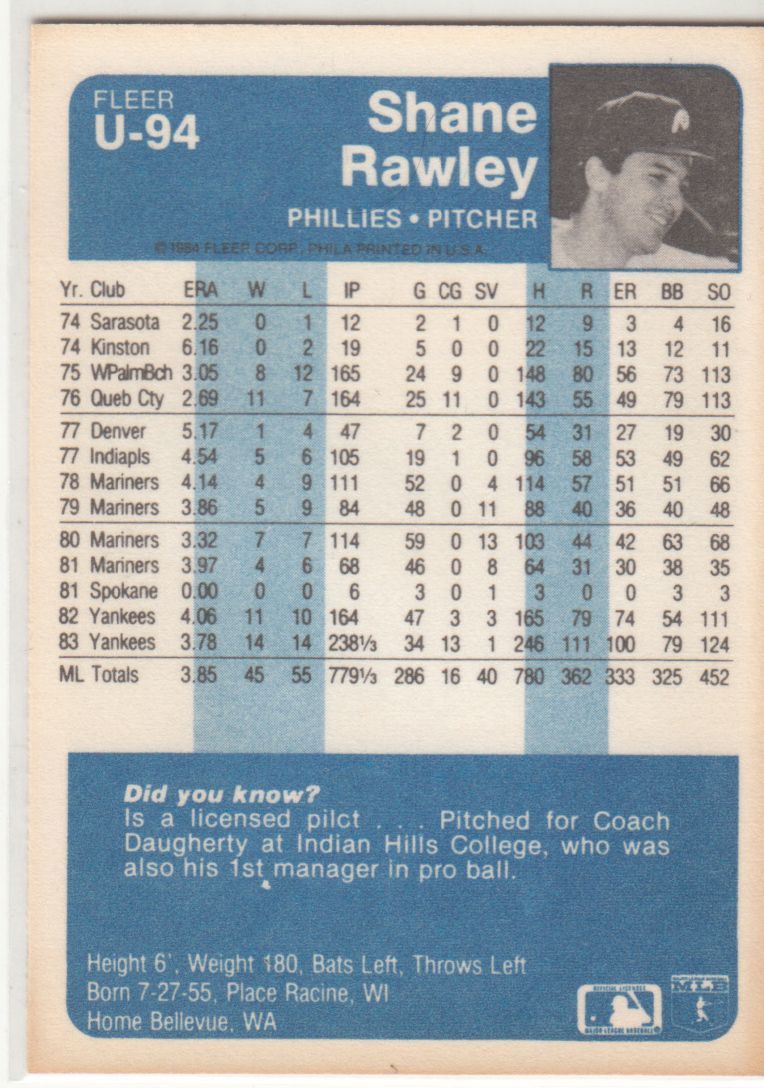 FLEER
U-94
Shane
Rawley
PHILLIES • PITCHER
© 1984 FLEER CORP. PHILA PRINTED IN U.S.A.
Yr. Club ERA W L IP G CG SV H R ER BB SO
74 Sarasota 2.25 0 1 12 2 1 0 12 9 3 4 16
74 Kinston 6.16 0 2 19 5 0 0 22 15 13 12 11
75 WPalmBch 3.05 8 12 165 24 9 0 148 80 56 73 113
76 Queb Cty 2.69 11 7 164 25 11 0 143 55 49 79 113
77 Denver 5.17 1 4 47 7 2 0 54 31 27 19 30
77 Indiapls 4.54 5 6 105 19 1 0 96 58 53 49 62
78 Mariners 4.14 4 9 111 52 0 4 114 57 51 51 66
79 Mariners 3.86 5 9 84 48 0 11 88 40 36 40 48
80 Mariners 3.32 7 7 114 59 0 13 103 44 42 63 68
81 Mariners 3.97 4 6 68 46 0 8 64 31 30 38 35
81 Spokane 0.00 0 0 6 3 0 1 3 0 0 3 3
82 Yankees 4.06 11 10 164 47 3 3 165 79 74 54 111
83 Yankees 3.78 14 14 238⅓ 34 13 1 246 111 100 79 124
ML Totals 3.85 45 55 779⅓ 286 16 40 780 362 333 325 452
Did you know?
Is a licensed pilot . . . Pitched for Coach
Daugherty at Indian Hills College, who was
also his 1st manager in pro ball.
Height 6', Weight 180, Bats Left, Throws Left
Born 7-27-55, Place Racine, WI
Home Bellevue, WA
OFFICIAL LICENSEE
MAJOR LEAGUE BASEBALL
MLB